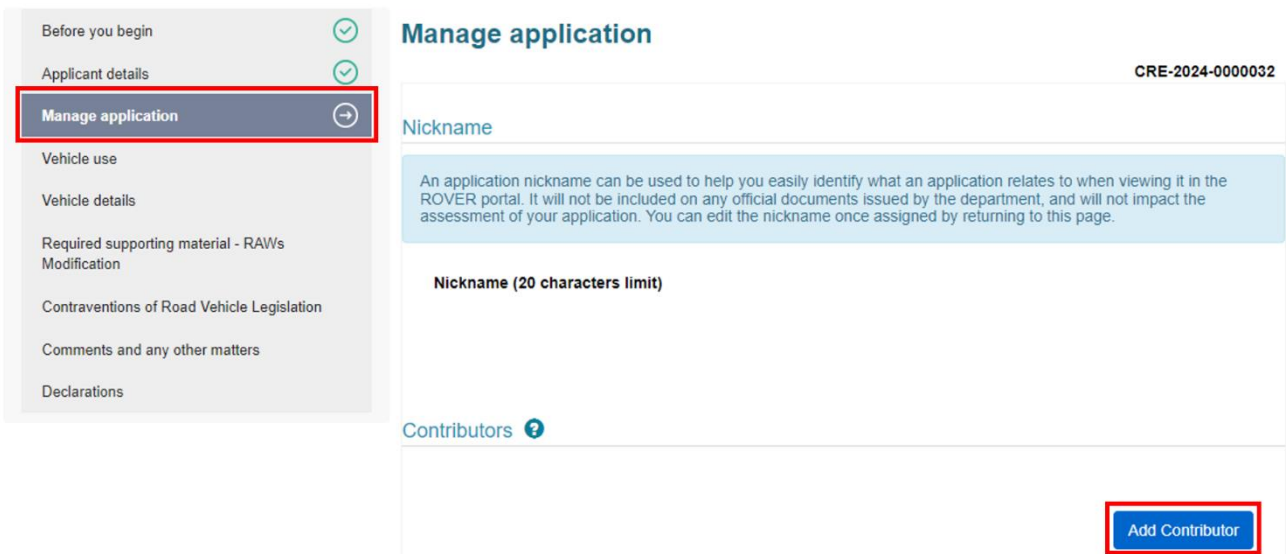 Before you begin
Applicant details
Manage application
Vehicle use
Vehicle details
Required supporting material - RAWs
Modification
Contraventions of Road Vehicle Legislation
Comments and any other matters
Declarations
Manage application
CRE-2024-0000032
Nickname
An application nickname can be used to help you easily identify what an application relates to when viewing it in the
ROVER portal. It will not be included on any official documents issued by the department, and will not impact the
assessment of your application. You can edit the nickname once assigned by returning to this page.
Nickname (20 characters limit)
Contributors ?
Add Contributor